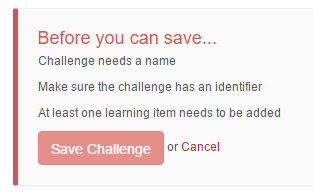 Before you can save...
Challenge needs a name
Make sure the challenge has an identifier
At least one learning item needs to be added
Save Challenge or Cancel